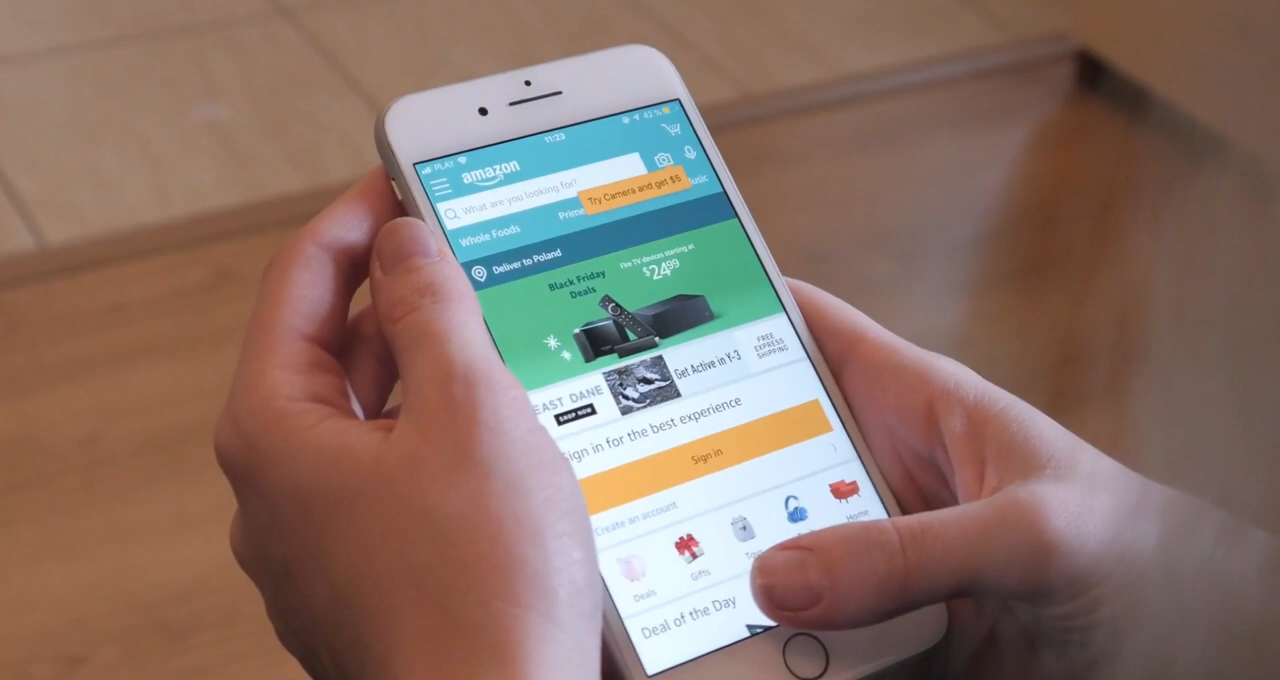 PLAY
11:23
42%
amazon
What are you looking for?
Try Camera and get $5
Whole Foods
Prime
Deliver to Poland
Black Friday
Deals
Fire TV devices starting at
$24.99
EAST DANE
SHOP NOW
Get Active in Y-3
FREE
EXPRESS
SHIPPING
Sign in for the best experience
Sign in
Create an account
Deals
Gifts
Home
Deal of the Day